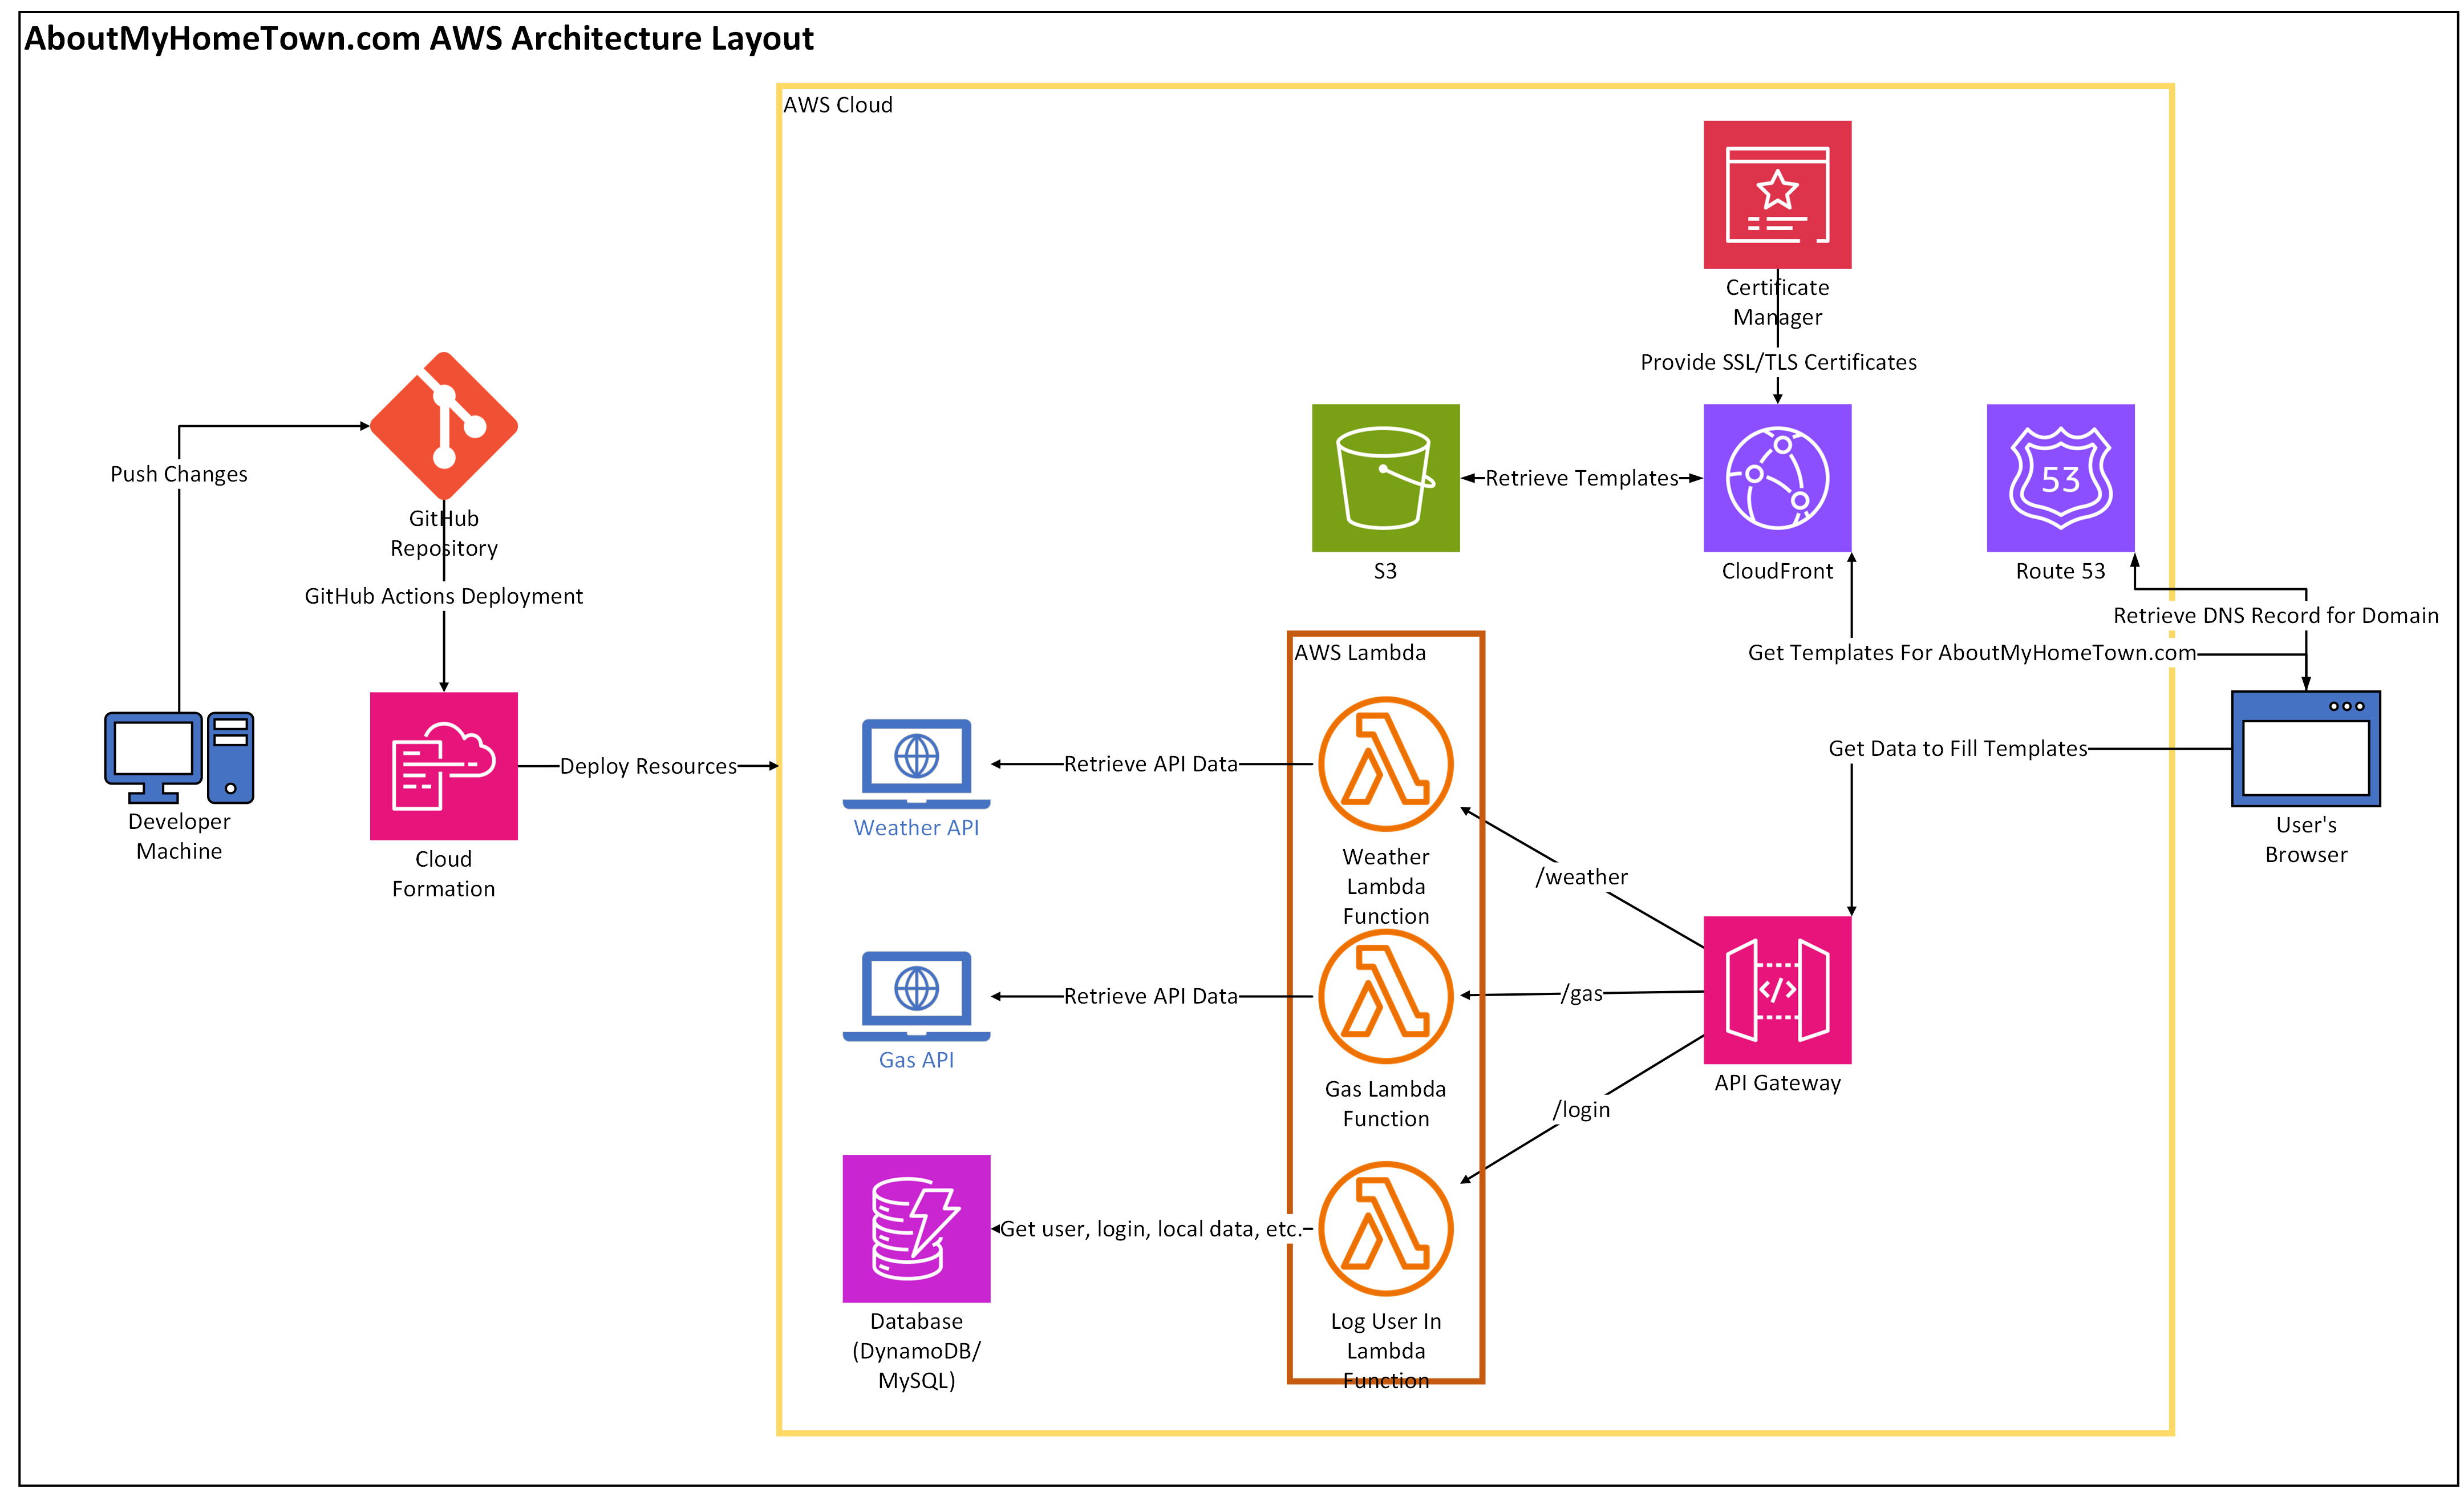 AboutMyHomeTown.com AWS Architecture Layout
AWS Cloud
Certificate
Manager
Provide SSL/TLS Certificates
Push Changes
GitHub
Repository
GitHub Actions Deployment
Retrieve Templates
53
S3
CloudFront
Route 53
Retrieve DNS Record for Domain
AWS Lambda
Get Templates For AboutMyHomeTown.com
Developer
Machine
Cloud
Formation
Deploy Resources
Weather API
Retrieve API Data
Weather
Lambda
Function
Get Data to Fill Templates
User's
Browser
/weather
Gas API
Retrieve API Data
Gas Lambda
Function
/gas
</>
API Gateway
/login
Get user, login, local data, etc.
Database
(DynamoDB/
MySQL)
Log User In
Lambda
Function